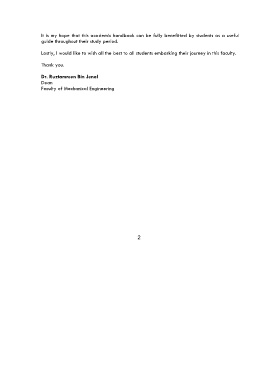 It is my hope that this academic handbook can be fully benefitted by students as a useful
guide throughout their study period.
Lastly, I would like to wish all the best to all students embarking their journey in this faculty.
Thank you.
Dr. Rustamreen Bin Jenal
Dean
Faculty of Mechanical Engineering
2